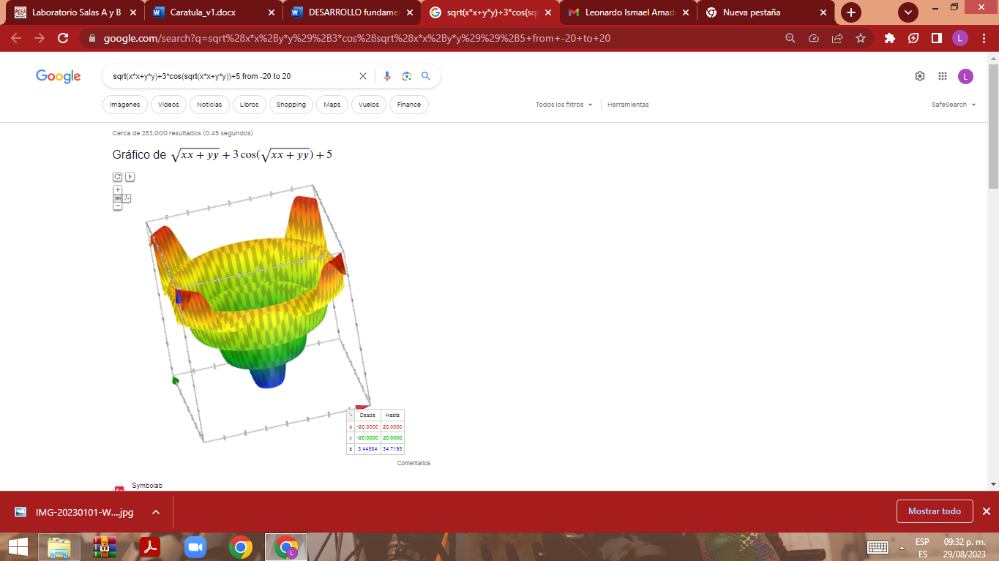 Laboratorio Salas A y B
Caratula_v1.docx
DESARROLLO fundame
sqrt(x*x+y*y)+3*cos(sq
Leonardo Ismael Amad
Nueva pestaña
google.com/search?q=sqrt%28x*x%2By*y%29%2B3*cos%28sqrt%28x*x%2By*y%29%29%2B5+from+-20+to+20
L
Google
sqrt(x*x+y*y)+3*cos(sqrt(x*x+y*y))+5 from -20 to 20
L
Imágenes
Videos
Noticias
Libros
Shopping
Maps
Vuelos
Finance
Todos los filtros
Herramientas
SafeSearch
Cerca de 283,000 resultados (0.45 segundos)
Gráfico de √xx + yy + 3 cos(√xx + yy) + 5
Desde Hasta
x -20.0000 20.0000
y -20.0000 20.0000
z 3.44584 34.7193
Comentarios
Symbolab
IMG-20230101-W....jpg
Mostrar todo
L
ESP
ES
09:32 p. m.
29/08/2023